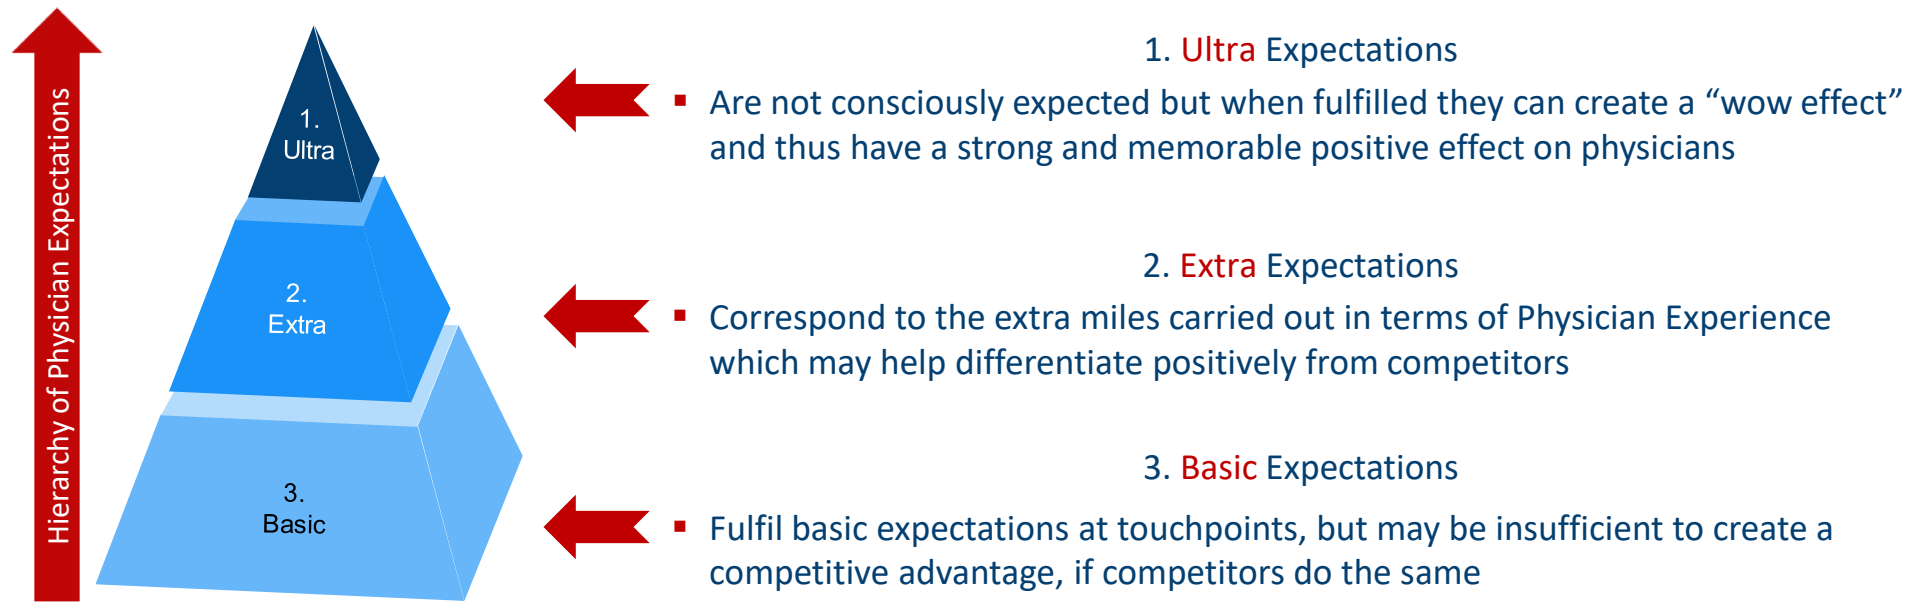 Hierarchy of Physician Expectations
1.
Ultra
2.
Extra
3.
Basic
1. Ultra Expectations
▪ Are not consciously expected but when fulfilled they can create a “wow effect”
and thus have a strong and memorable positive effect on physicians
2. Extra Expectations
▪ Correspond to the extra miles carried out in terms of Physician Experience
which may help differentiate positively from competitors
3. Basic Expectations
▪ Fulfil basic expectations at touchpoints, but may be insufficient to create a
competitive advantage, if competitors do the same